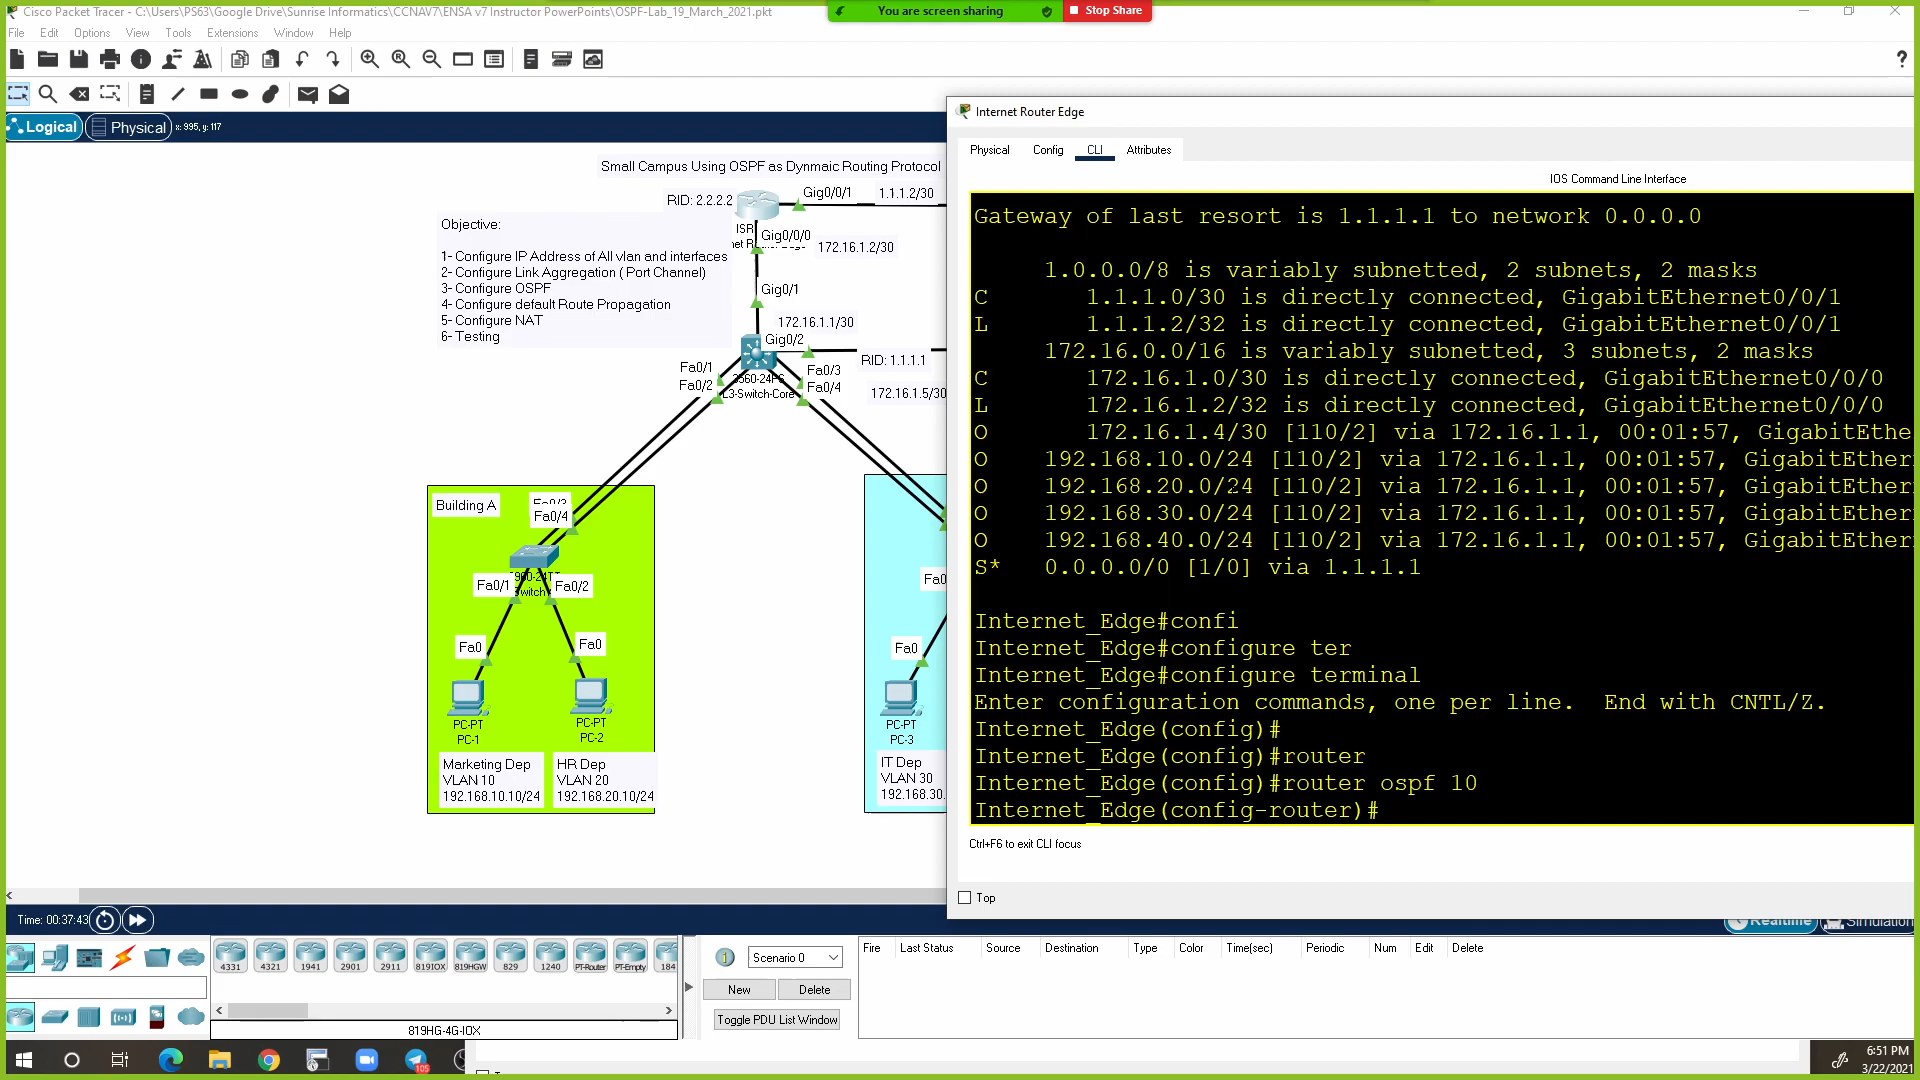 Cisco Packet Tracer - C:\Users\PS63\Google Drive\Sunrise Informatics\CCNAV7\ENSA v7 Instructor PowerPoints\OSPF-Lab_19_March_2021.pkt
You are screen sharing
Stop Share
File Edit Options View Tools Extensions Window Help
Logical
Physical
x: 995, y: 117
Small Campus Using OSPF as Dynmaic Routing Protocol
RID: 2.2.2.2
Gig0/0/1
1.1.1.2/30
Objective:
1- Configure IP Address of All vlan and interfaces
2- Configure Link Aggregation ( Port Channel)
3- Configure OSPF
4- Configure default Route Propagation
5- Configure NAT
6- Testing
ISR
Gig0/0/0
172.16.1.2/30
Gig0/1
172.16.1.1/30
Gig0/2
RID: 1.1.1.1
172.16.1.5/30
Fa0/1
Fa0/2
Fa0/3
Fa0/4
L3-Switch-Core
Building A
Fa0/3
Fa0/4
Fa0/1
Fa0/2
Fa0
Fa0
PC-PT
PC-1
PC-PT
PC-2
Marketing Dep
VLAN 10
192.168.10.10/24
HR Dep
VLAN 20
192.168.20.10/24
Fa0
PC-PT
PC-3
IT Dep
VLAN 30
192.168.30.
Internet Router Edge
Physical Config CLI Attributes
IOS Command Line Interface
Gateway of last resort is 1.1.1.1 to network 0.0.0.0
1.0.0.0/8 is variably subnetted, 2 subnets, 2 masks
C 1.1.1.0/30 is directly connected, GigabitEthernet0/0/1
L 1.1.1.2/32 is directly connected, GigabitEthernet0/0/1
172.16.0.0/16 is variably subnetted, 3 subnets, 2 masks
C 172.16.1.0/30 is directly connected, GigabitEthernet0/0/0
L 172.16.1.2/32 is directly connected, GigabitEthernet0/0/0
O 172.16.1.4/30 [110/2] via 172.16.1.1, 00:01:57, GigabitEthe
O 192.168.10.0/24 [110/2] via 172.16.1.1, 00:01:57, GigabitEther
O 192.168.20.0/24 [110/2] via 172.16.1.1, 00:01:57, GigabitEther
O 192.168.30.0/24 [110/2] via 172.16.1.1, 00:01:57, GigabitEther
O 192.168.40.0/24 [110/2] via 172.16.1.1, 00:01:57, GigabitEther
S* 0.0.0.0/0 [1/0] via 1.1.1.1
Internet_Edge#confi
Internet_Edge#configure ter
Internet_Edge#configure terminal
Enter configuration commands, one per line. End with CNTL/Z.
Internet_Edge(config)#
Internet_Edge(config)#router
Internet_Edge(config)#router ospf 10
Internet_Edge(config-router)#
Ctrl+F6 to exit CLI focus
Top
Time: 00:37:43
Realtime
Simulation
4331 4321 1941 2901 2911 819IOX 819HGW 829 1240 PT-Router PT-Empty 184
819HG-4G-IOX
Scenario 0
New
Delete
Toggle PDU List Window
Fire Last Status Source Destination Type Color Time(sec) Periodic Num Edit Delete
105
6:51 PM
3/22/2021